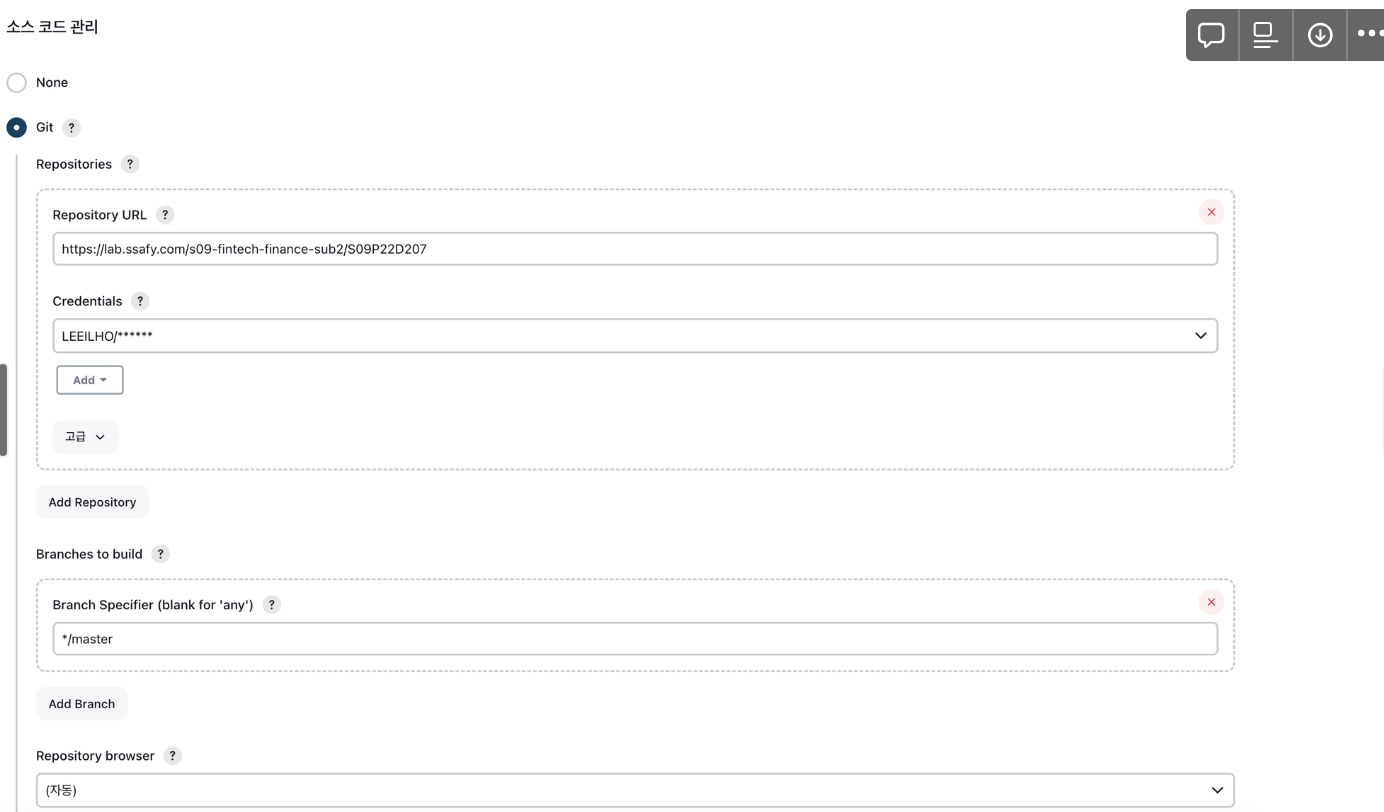 소스 코드 관리
None
Git ?
Repositories ?
Repository URL ?
https://lab.ssafy.com/s09-fintech-finance-sub2/S09P22D207
Credentials ?
LEEILHO/******
Add
고급
Add Repository
Branches to build ?
Branch Specifier (blank for 'any') ?
*/master
Add Branch
Repository browser ?
(자동)